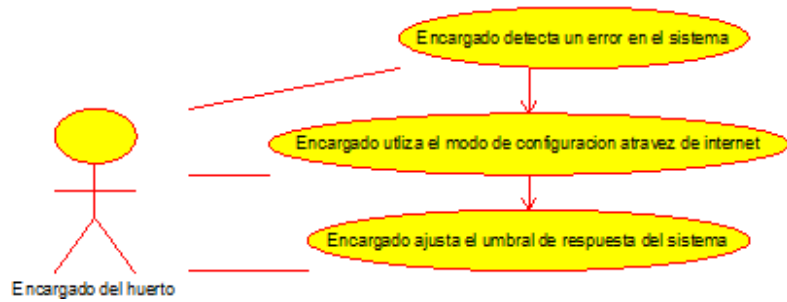 Encargado detecta un error en el sistema
Encargado utliza el modo de configuracion atravez de internet
Encargado ajusta el umbral de respuesta del sistema
Encargado del huerto